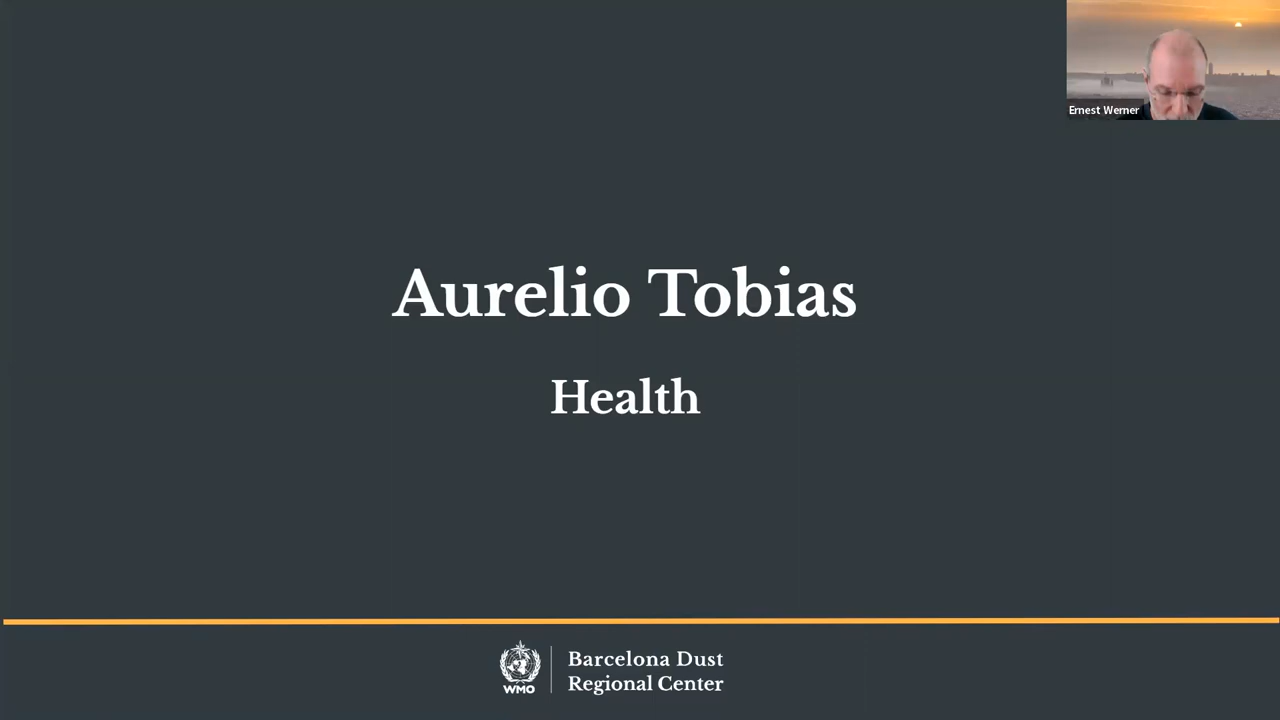 Ernest Werner
Aurelio Tobias
Health
WMO
Barcelona Dust
Regional Center